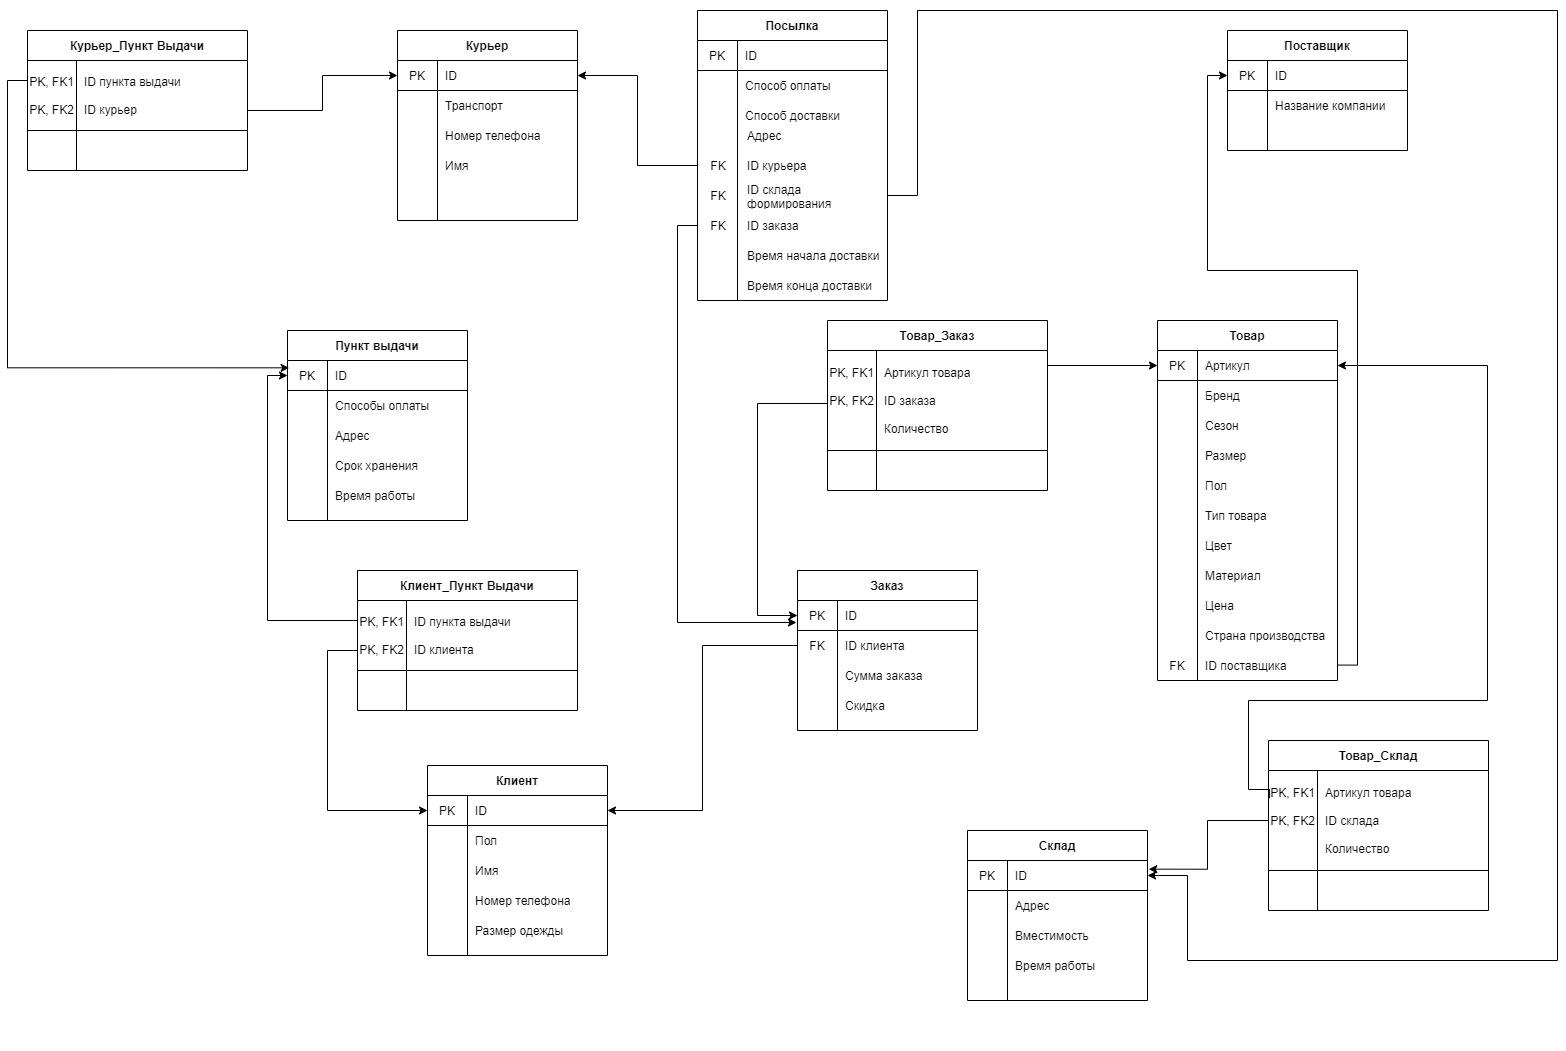 Курьер_Пункт Выдачи
PK, FK1 ID пункта выдачи
PK, FK2 ID курьер
Курьер
PK ID
Транспорт
Номер телефона
Имя
Посылка
PK ID
Способ оплаты
Способ доставки
Адрес
FK ID курьера
FK ID склада
формирования
FK ID заказа
Время начала доставки
Время конца доставки
Поставщик
PK ID
Название компании
Пункт выдачи
PK ID
Способы оплаты
Адрес
Срок хранения
Время работы
Товар_Заказ
PK, FK1 Артикул товара
PK, FK2 ID заказа
Количество
Товар
PK Артикул
Бренд
Сезон
Размер
Пол
Тип товара
Цвет
Материал
Цена
Страна производства
FK ID поставщика
Клиент_Пункт Выдачи
PK, FK1 ID пункта выдачи
PK, FK2 ID клиента
Заказ
PK ID
FK ID клиента
Сумма заказа
Скидка
Клиент
PK ID
Пол
Имя
Номер телефона
Размер одежды
Товар_Склад
PK, FK1 Артикул товара
PK, FK2 ID склада
Количество
Склад
PK ID
Адрес
Вместимость
Время работы